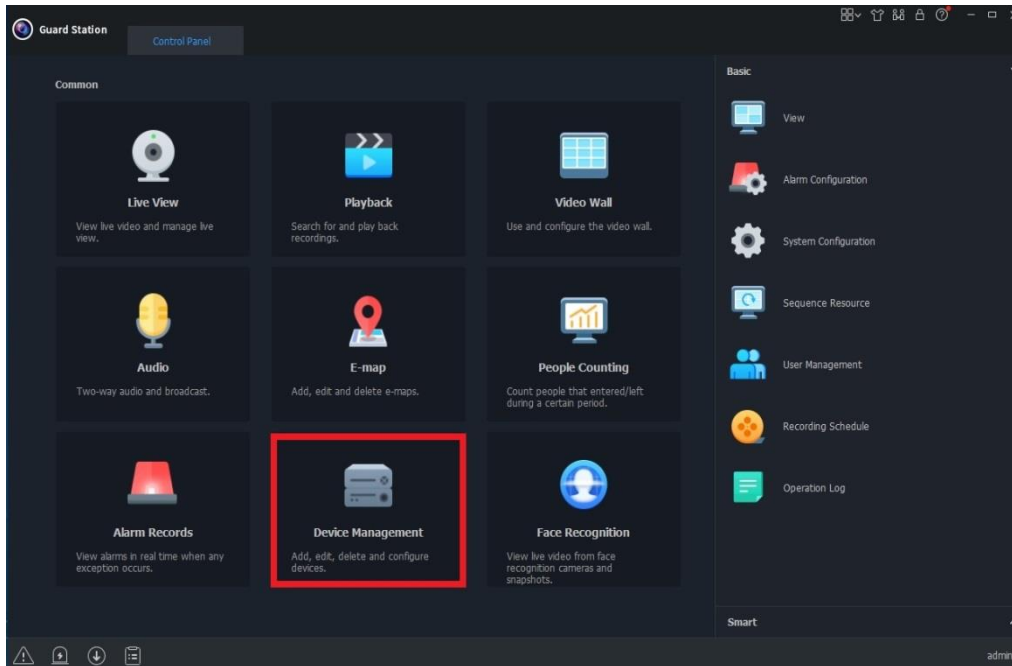 Guard Station
Control Panel
Common
Live View
View live video and manage live
view.
Playback
Search for and play back
recordings.
Video Wall
Use and configure the video wall.
Audio
Two-way audio and broadcast.
E-map
Add, edit and delete e-maps.
People Counting
Count people that entered/left
during a certain period.
Alarm Records
View alarms in real time when any
exception occurs.
Device Management
Add, edit, delete and configure
devices.
Face Recognition
View live video from face
recognition cameras and
snapshots.
Basic
View
Alarm Configuration
System Configuration
Sequence Resource
User Management
Recording Schedule
Operation Log
Smart
admin